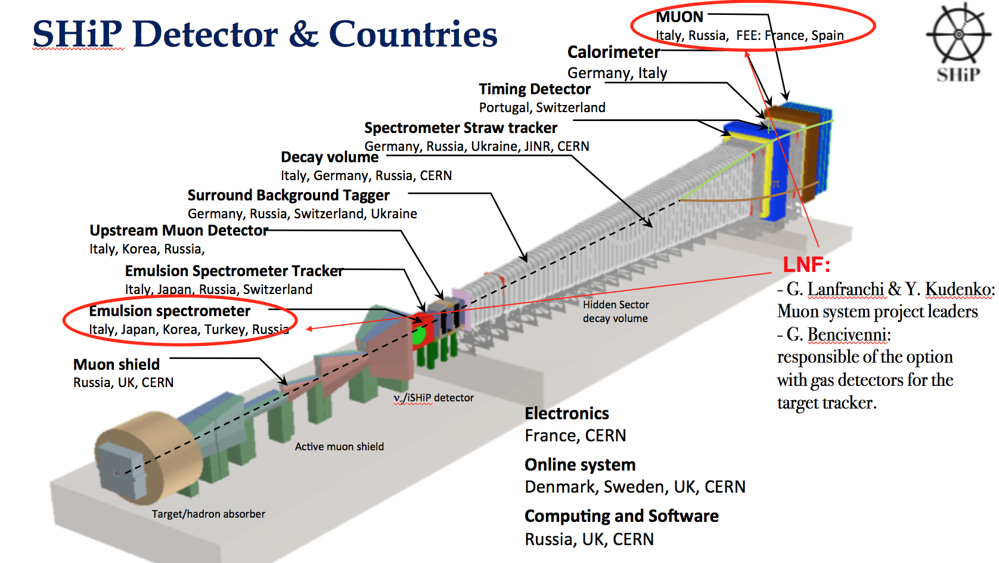 SHiP Detector & Countries
MUON
Italy, Russia, FEE: France, Spain
SHiP
Calorimeter
Germany, Italy
Timing Detector
Portugal, Switzerland
Spectrometer Straw tracker
Germany, Russia, Ukraine, JINR, CERN
Decay volume
Italy, Germany, Russia, CERN
Surround Background Tagger
Germany, Russia, Switzerland, Ukraine
Upstream Muon Detector
Italy, Korea, Russia,
Emulsion Spectrometer Tracker
Italy, Japan, Russia, Switzerland
Emulsion spectrometer
Italy, Japan, Korea, Turkey, Russia
Muon shield
Russia, UK, CERN
μ
π
Hidden Sector
decay volume
LNF:
- G. Lanfranchi & Y. Kudenko:
Muon system project leaders
- G. Bencivenni:
responsible of the option
with gas detectors for the
target tracker.
ντ/iSHiP detector
Active muon shield
Target/hadron absorber
Electronics
France, CERN
Online system
Denmark, Sweden, UK, CERN
Computing and Software
Russia, UK, CERN